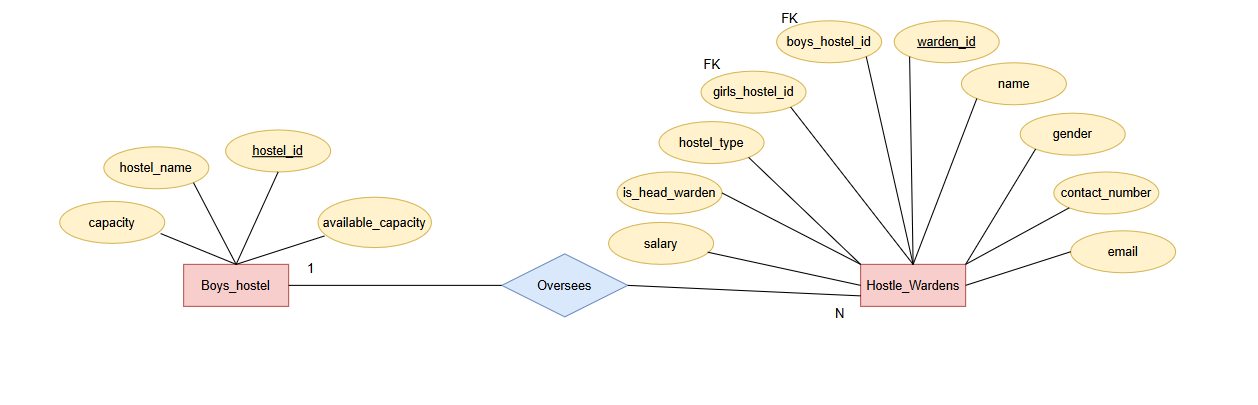 FK
boys_hostel_id
warden_id
FK
girls_hostel_id
name
gender
hostel_type
hostel_id
hostel_name
is_head_warden
contact_number
capacity
available_capacity
salary
email
1
Boys_hostel
Oversees
Hostle_Wardens
N